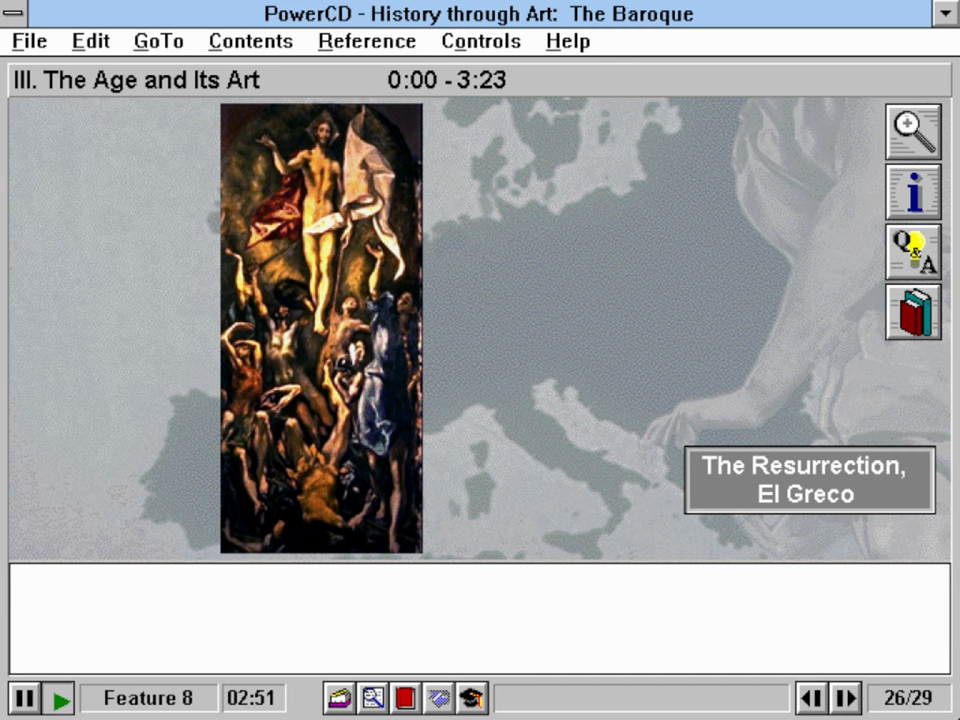 PowerCD - History through Art: The Baroque
File Edit GoTo Contents Reference Controls Help
III. The Age and Its Art 0:00 - 3:23
i
Q & A
The Resurrection,
El Greco
Feature 8 02:51 26/29